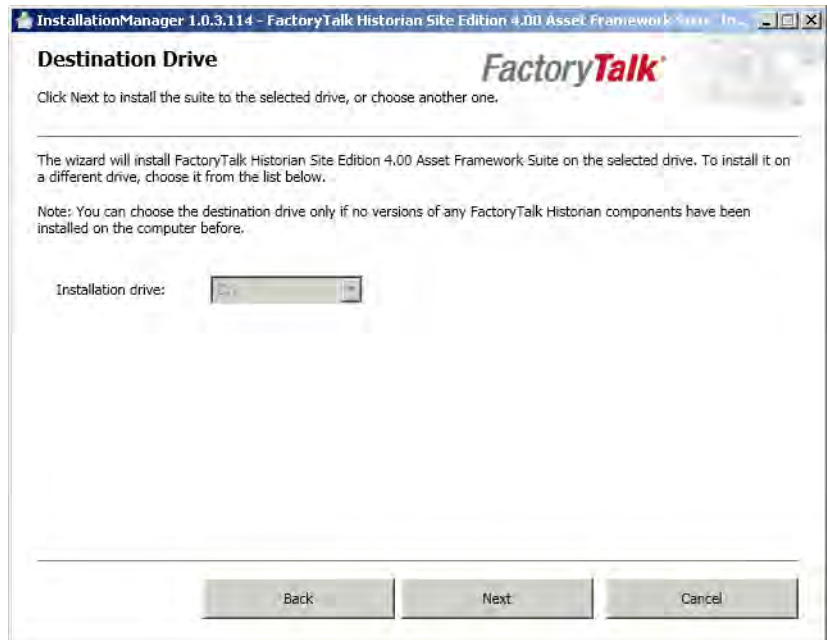 InstallationManager 1.0.3.114 - FactoryTalk Historian Site Edition 4.00 Asset Framework
Destination Drive
FactoryTalk
Click Next to install the suite to the selected drive, or choose another one.
The wizard will install FactoryTalk Historian Site Edition 4.00 Asset Framework Suite on the selected drive. To install it on
a different drive, choose it from the list below.
Note: You can choose the destination drive only if no versions of any FactoryTalk Historian components have been
installed on the computer before.
Installation drive:
Back
Next
Cancel